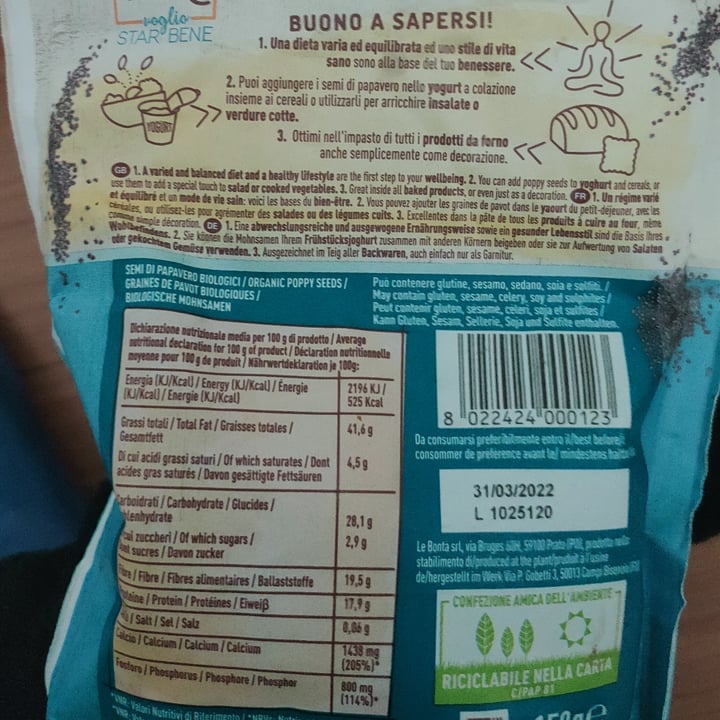 voglio
STAR BENE
BUONO A SAPERSI!
1. Una dieta varia ed equilibrata ed uno stile di vita
sano sono alla base del tuo benessere.
2. Puoi aggiungere i semi di papavero nello yogurt a colazione
insieme ai cereali o utilizzarli per arricchire insalate o
verdure cotte.
YOGURT
3. Ottimi nell'impasto di tutti i prodotti da forno
anche semplicemente come decorazione.
GB 1. A varied and balanced diet and a healthy lifestyle are the first step to your wellbeing. 2. You can add poppy seeds to yoghurt and cereals, or
use them to add a special touch to salad or cooked vegetables. 3. Great inside all baked products, or even just as a decoration. FR 1. Un régime varié
et équilibré et un mode de vie sain: voici les bases du bien-être. 2. Vous pouvez ajouter les graines de pavot dans le yaourt du petit-déjeuner, avec les
céréales, ou utilisez-les pour agrémenter des salades ou des légumes cuits. 3. Excellentes dans la pâte de tous les produits à cuire au four, même
comme simple décoration. DE 1. Eine abwechslungsreiche und ausgewogene Ernährungsweise sowie ein gesunder Lebensstil sind die Basis Ihres
Wohlbefindens. 2. Sie können die Mohnsamen Ihrem Frühstücksjoghurt zusammen mit anderen Körnern beigeben oder sie zur Aufwertung von Salaten
oder gekochtem Gemüse verwenden. 3. Ausgezeichnet im Teig aller Backwaren, auch einfach nur als Garnitur.
SEMI DI PAPAVERO BIOLOGICI / ORGANIC POPPY SEEDS /
GRAINES DE PAVOT BIOLOGIQUES /
BIOLOGISCHE MOHNSAMEN
Può contenere glutine, sesamo, sedano, soia e solfiti. /
May contain gluten, sesame, celery, soy and sulphites /
Peut contenir gluten, sésame, céleri, soja et sulfites /
Kann Gluten, Sesam, Sellerie, Soja und Sulfite enthalten.
Dichiarazione nutrizionale media per 100 g di prodotto / Average
nutritional declaration for 100 g of product / Déclaration nutritionnelle
moyenne pour 100 g de produit / Nährwertdeklaration je 100g:
Energia (KJ/Kcal) / Energy (KJ/Kcal) / Énergie
(KJ/Kcal) / Energie (KJ/Kcal)
2196 KJ /
525 Kcal
Grassi totali / Total Fat / Graisses totales /
Gesamtfett
41,6 g
Di cui acidi grassi saturi / Of which saturates / Dont
acides gras saturés / Davon gesättigte Fettsäuren
4,5 g
Carboidrati / Carbohydrate / Glucides /
28,1 g
zuccheri / Of which sugars /
sucres / Davon zucker
2,9 g
Fibre / Fibre / Fibres alimentaires / Ballaststoffe
19,5 g
/ Protein / Protéines / Eiweiβ
17,9 g
/ Salt / Sel / Salz
0,06 g
Calcio / Calcium / Calcium / Calcium
1438 mg
(205%)*
Fosforo / Phosphorus / Phosphore / Phosphor
800 mg
(114%)*
*VNR: Valori Nutritivi di Riferimento /
8 022424 000123
Da consumarsi preferibilmente entro il/best before/
consommer de préférence avant le/ mindestens
31/03/2022
L 1025120
Le Bonta srl, via Bruges 60H, 59100 Prato (PO), prodotto nello
stabilimento di/produced at the plant/produit à l'usine
de/hergestellt im Werk Via P. Gobetti 3, 50013 Campi Bisenzio (FI)
CONFEZIONE AMICA DELL'AMBIENTE
RICICLABILE NELLA CARTA
C/PAP 81